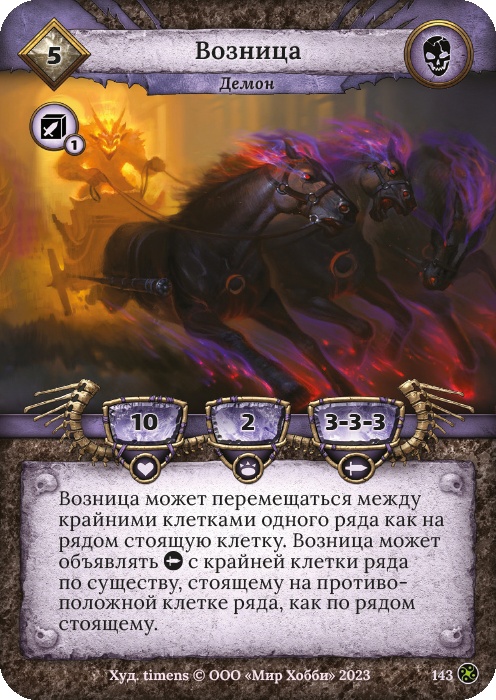 5
Возница
Демон
1
10
2
3-3-3
Возница может перемещаться между
крайними клетками одного ряда как на
рядом стоящую клетку. Возница может
объявлять с крайней клетки ряда
по существу, стоящему на противо-
положной клетке ряда, как по рядом
стоящему.
Худ. timens © ООО «Мир Хобби» 2023
143